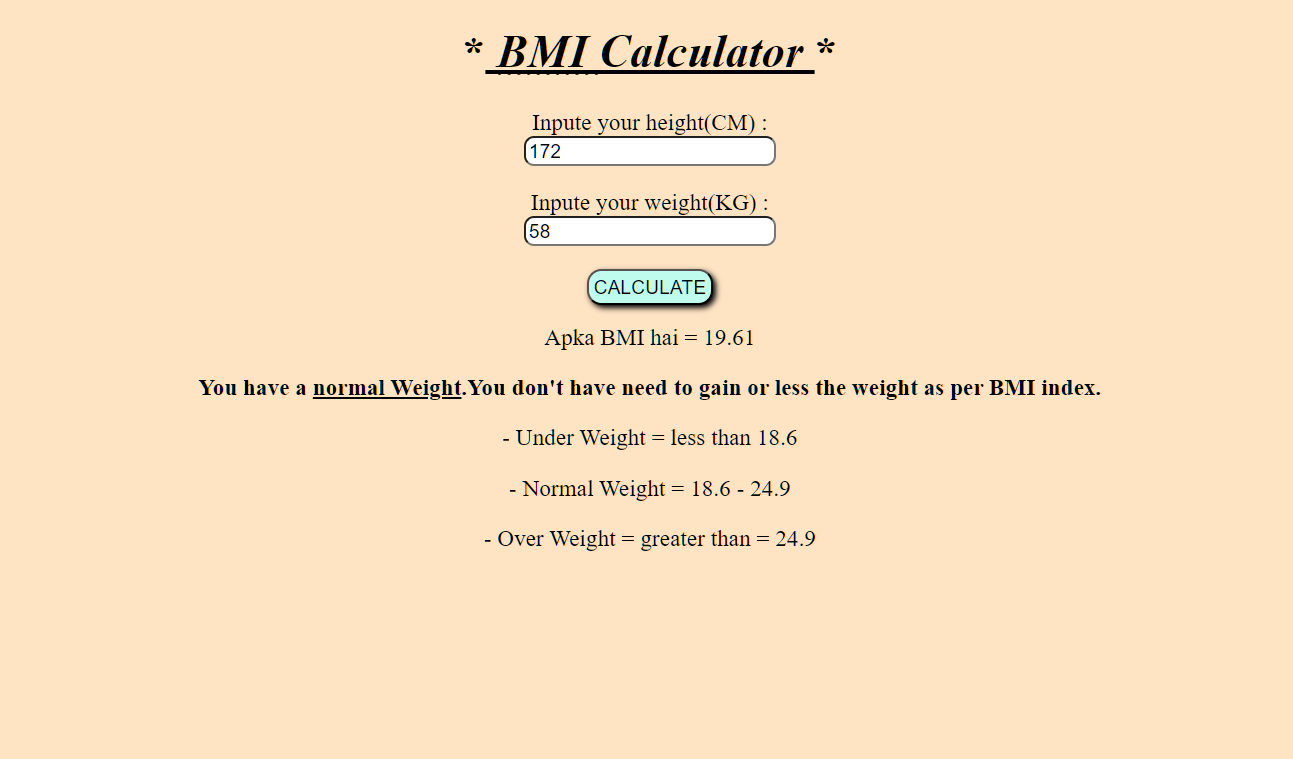 * BMI Calculator *
Inpute your height(CM) :
172
Inpute your weight(KG) :
58
CALCULATE
Apka BMI hai = 19.61
You have a normal Weight.You don't have need to gain or less the weight as per BMI index.
- Under Weight = less than 18.6
- Normal Weight = 18.6 - 24.9
- Over Weight = greater than = 24.9